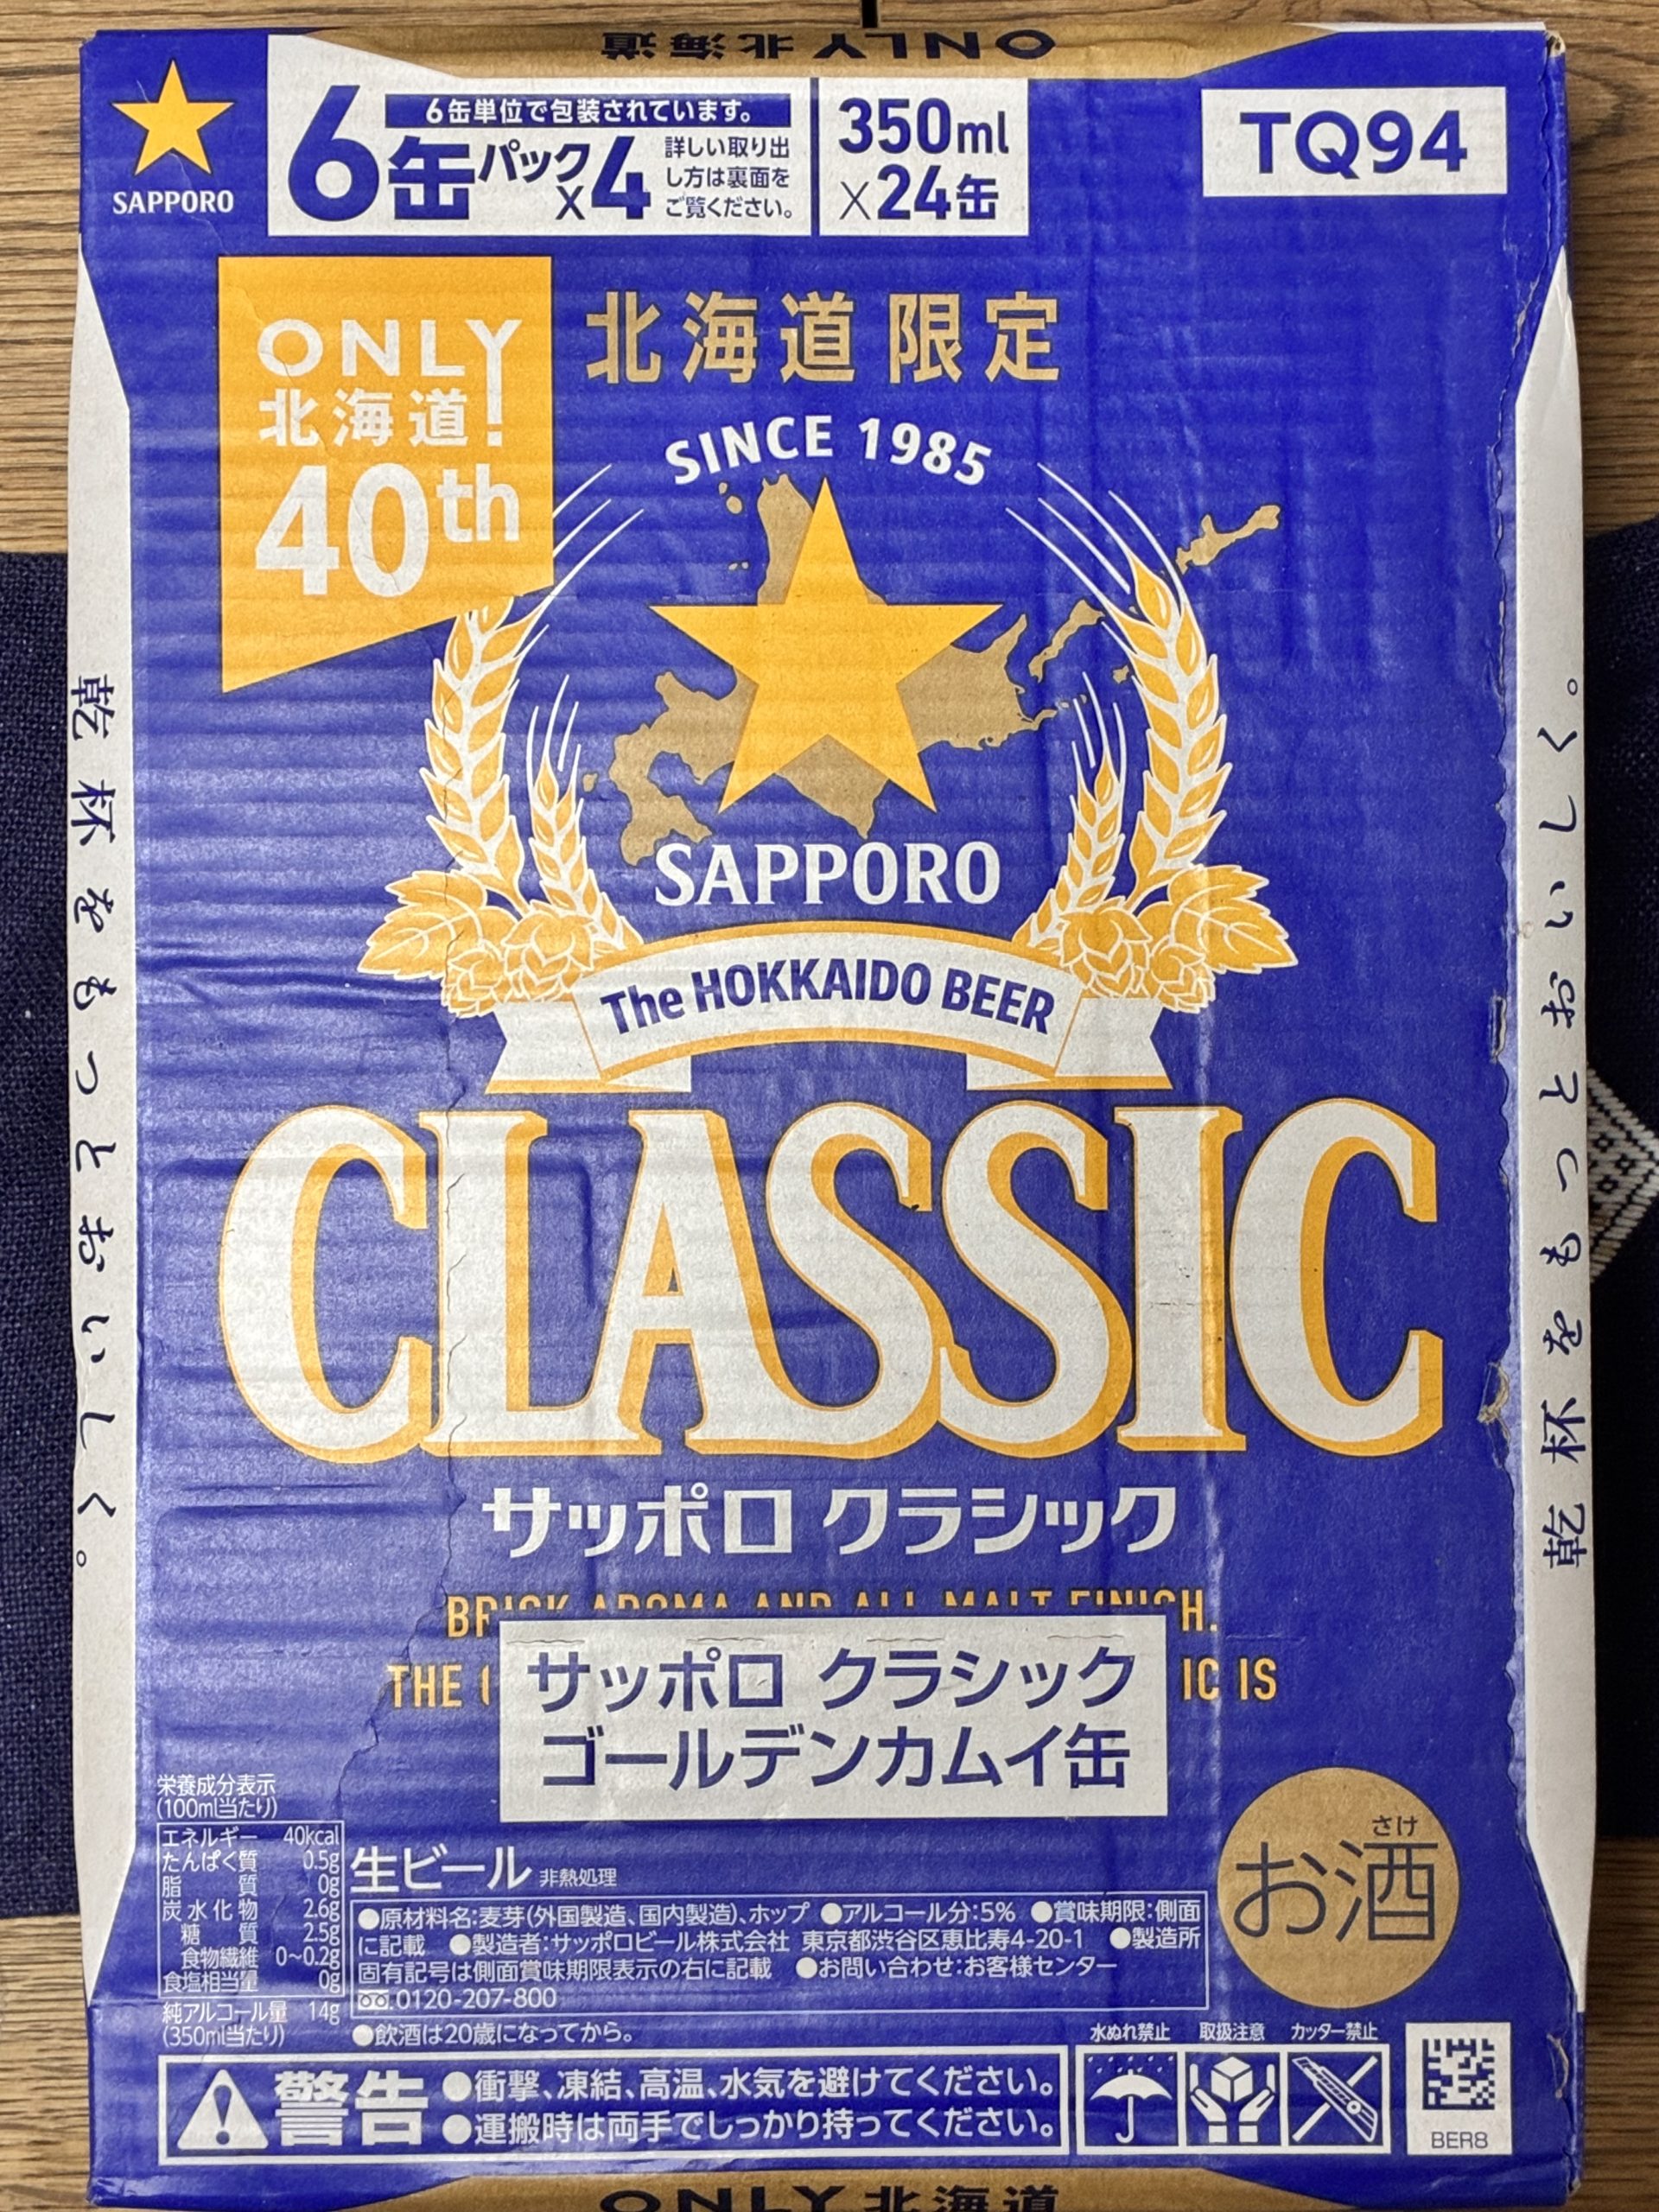 ONLY 北海道
SAPPORO
6缶単位で包装されています。
6缶パック×4
詳しい取り出
し方は裏面を
ご覧ください。
350ml
×24缶
TQ94
ONLY
北海道!
40th
北海道 限定
SINCE 1985
SAPPORO
The HOKKAIDO BEER
CLASSIC
サッポロ クラシック
H.
THE
IC IS
サッポロ クラシック
ゴールデンカムイ缶
乾杯をもっとおいしく。
乾杯をもっとおいしく。
栄養成分表示
(100ml当たり)
エネルギー 40kcal
たんぱく質 0.5g
脂質 0g
炭水化物 2.6g
糖質 2.5g
食物繊維 0~0.2g
食塩相当量 0g
純アルコール量 14g
(350ml当たり)
生ビール 非熱処理
●原材料名:麦芽(外国製造、国内製造)、ホップ ●アルコール分:5% ●賞味期限:側面
に記載 ●製造者:サッポロビール株式会社 東京都渋谷区恵比寿4-20-1 ●製造所
固有記号は側面賞味期限表示の右に記載 ●お問い合わせ:お客様センター
0120-207-800
●飲酒は20歳になってから。
さけ
お酒
警告
●衝撃、凍結、高温、水気を避けてください。
●運搬時は両手でしっかり持ってください。
水ぬれ禁止 取扱注意 カッター禁止
BER8
ONLY 北海道